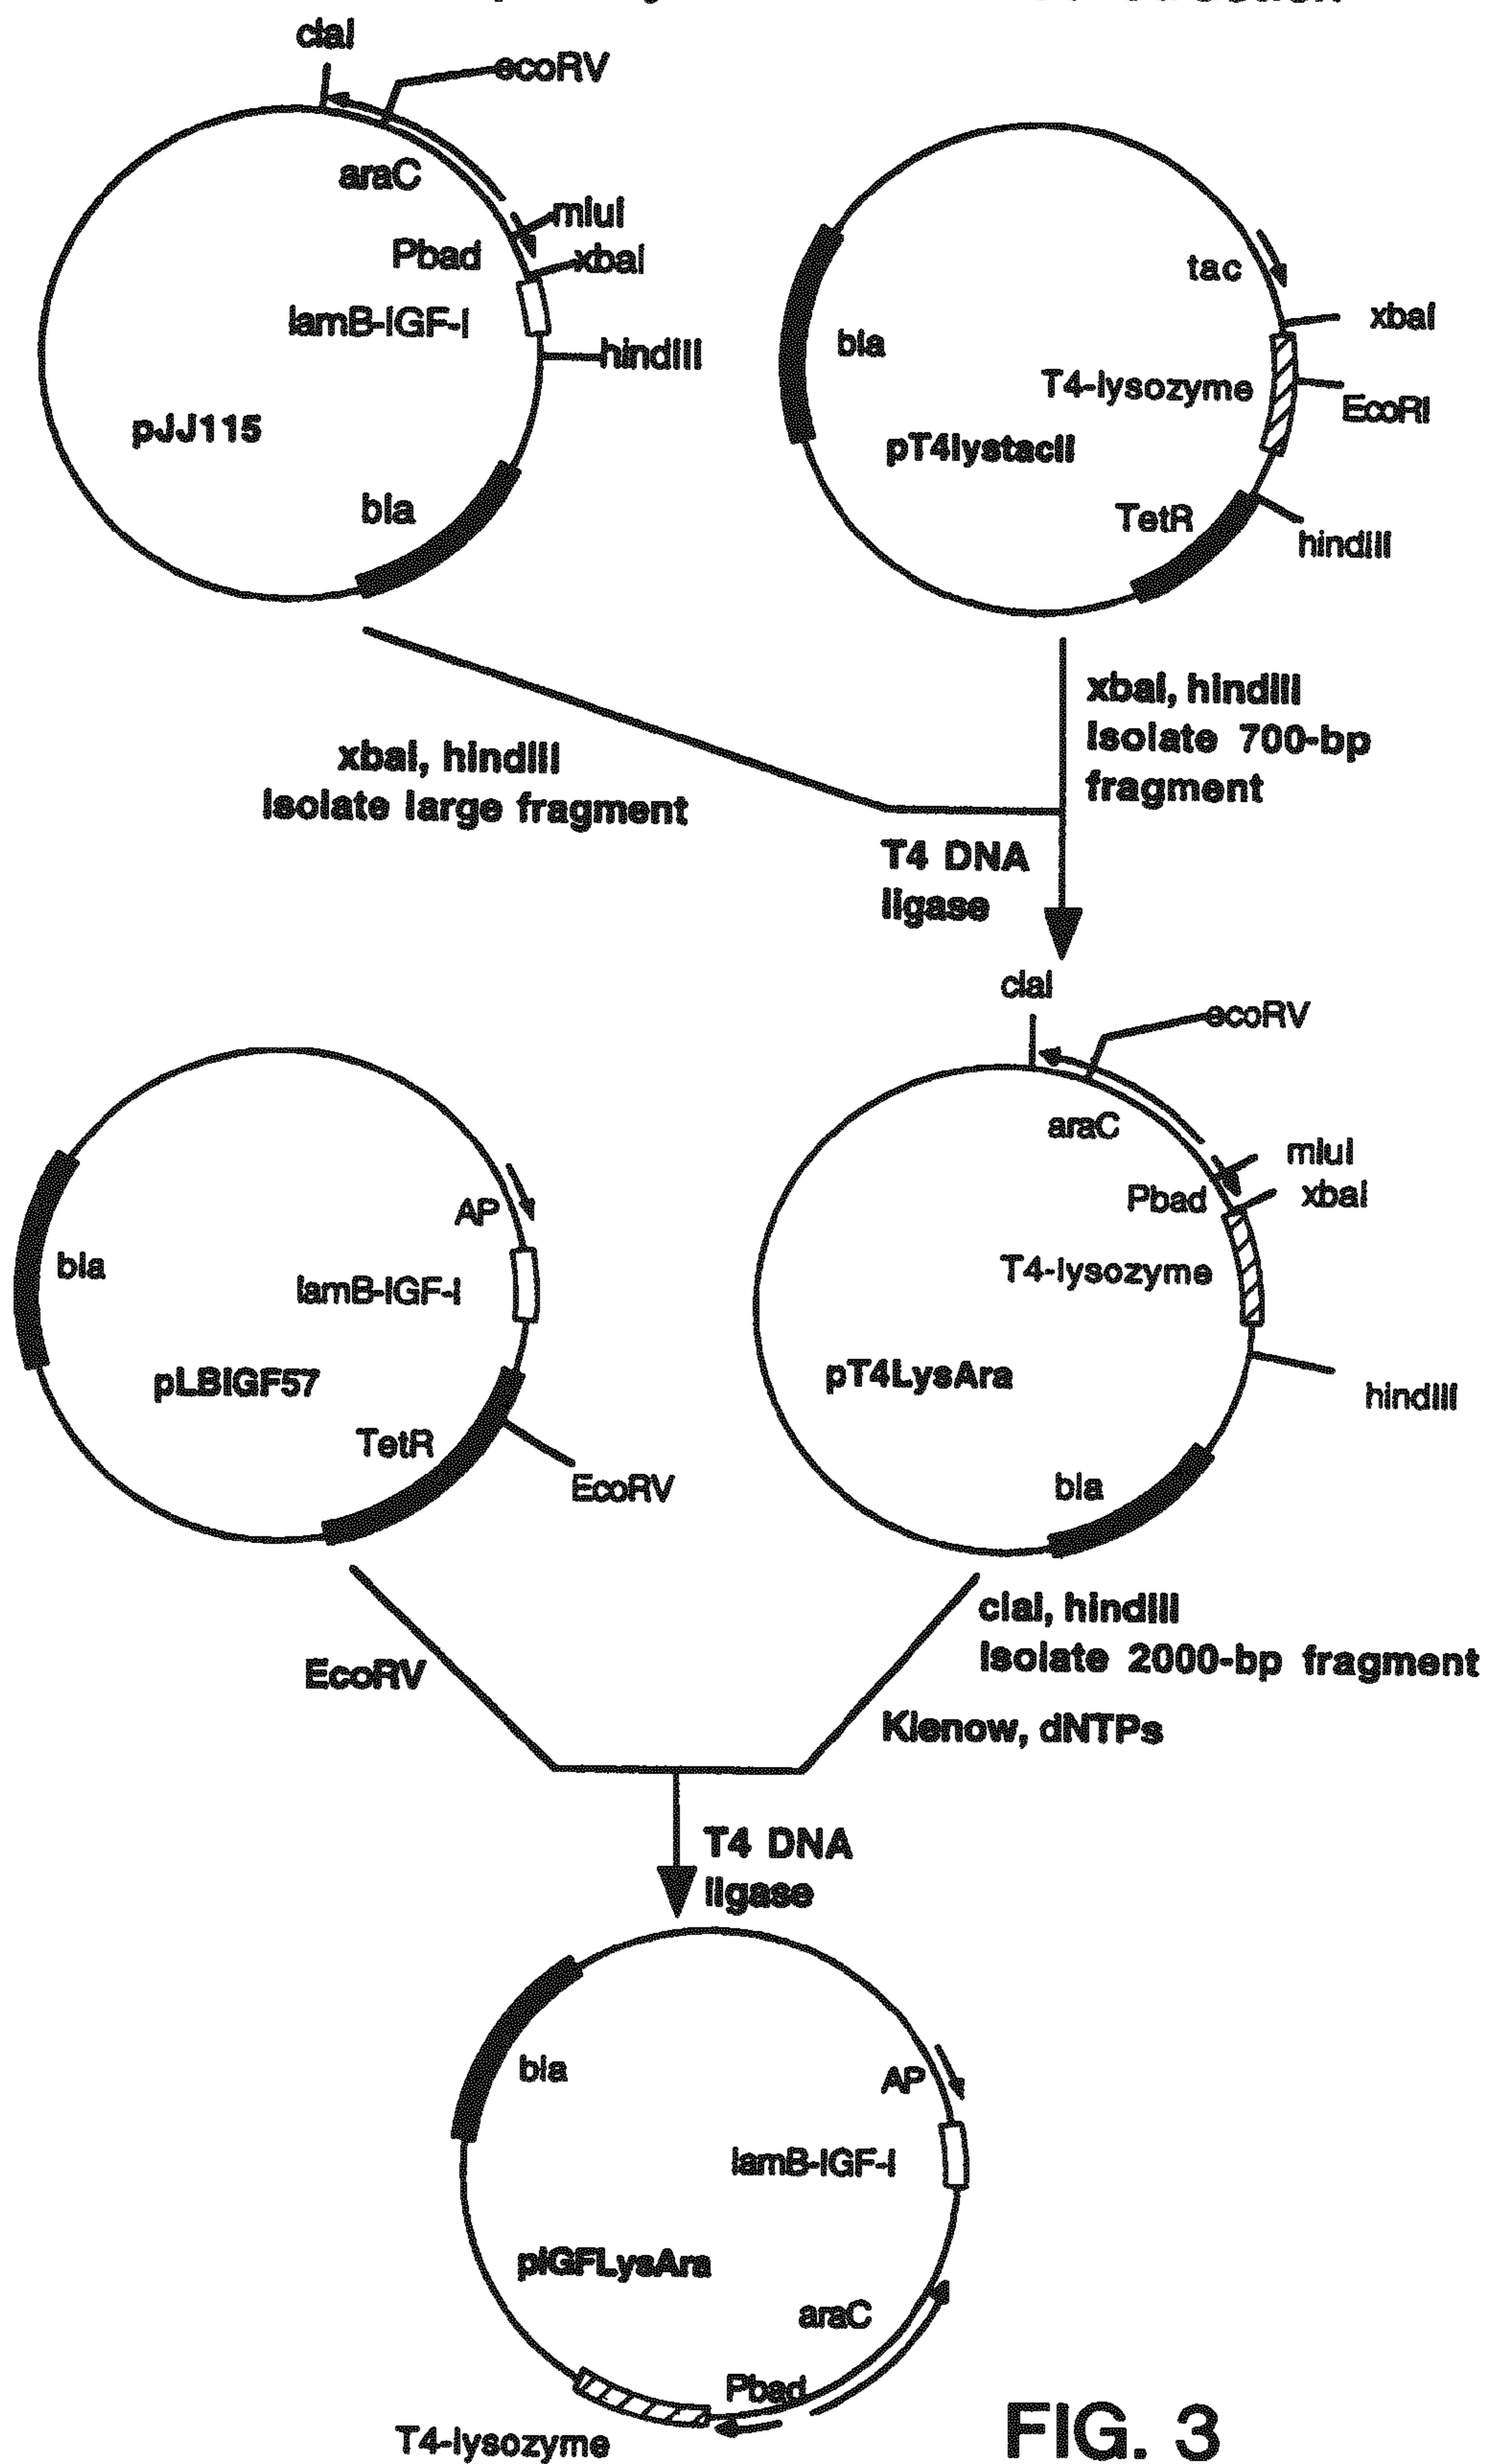 claI
ecoRV
araC
mluI
Pbad
xbaI
lamB-IGF-I
hindIII
pJJ115
bla
tac
xbaI
bla
T4-lysozyme
EcoRI
pT4lystacII
TetR
hindIII
xbaI, hindIII
Isolate large fragment
xbaI, hindIII
Isolate 700-bp
fragment
T4 DNA
ligase
AP
bla
lamB-IGF-I
pLBIGF57
TetR
EcoRV
claI
ecoRV
araC
mluI
Pbad
xbaI
T4-lysozyme
pT4LysAra
hindIII
bla
EcoRV
claI, hindIII
Isolate 2000-bp fragment
Klenow, dNTPs
T4 DNA
ligase
bla
AP
lamB-IGF-I
pIGFLysAra
araC
Pbad
T4-lysozyme
FIG. 3